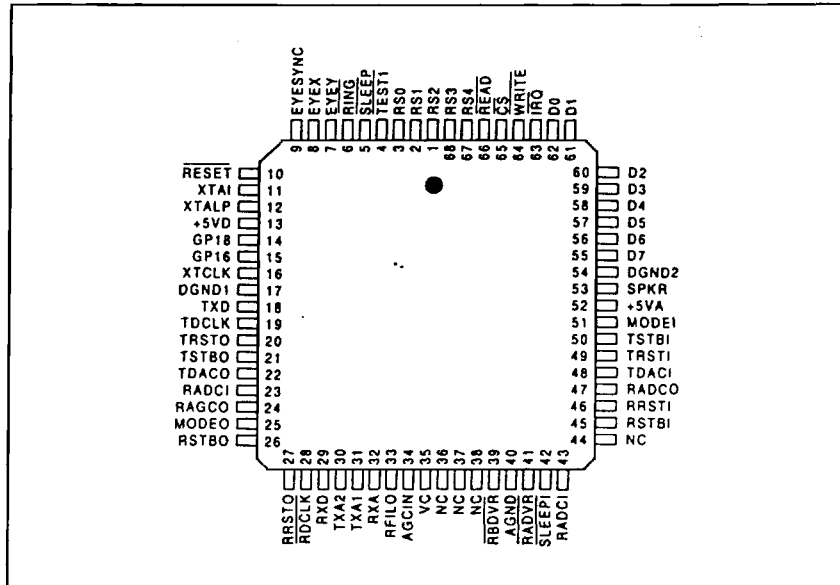 EYESYNC
EYEX
EYEY
RING
SLEEP
TEST1
RS0
RS1
RS2
RS3
RS4
READ
CS
WRITE
IRQ
D0
D1
9 8 7 6 5 4 3 2 1 68 67 66 65 64 63 62 61
RESET 10
XTAI 11
XTALP 12
+5VD 13
GP18 14
GP16 15
XTCLK 16
DGND1 17
TXD 18
TDCLK 19
TRSTO 20
TSTBO 21
TDACO 22
RADCI 23
RAGCO 24
MODEO 25
RSTBO 26
60 D2
59 D3
58 D4
57 D5
56 D6
55 D7
54 DGND2
53 SPKR
52 +5VA
51 MODEI
50 TSTBI
49 TRSTI
48 TDACI
47 RADCO
46 RRSTI
45 RSTBI
44 NC
27 28 29 30 31 32 33 34 35 36 37 38 39 40 41 42 43
RRSTO
RDCLK
RXD
TXA2
TXA1
RXA
RFILO
AGCIN
VC
NC
NC
NC
RBDVR
AGND
RADVR
SLEEPI
RADCI